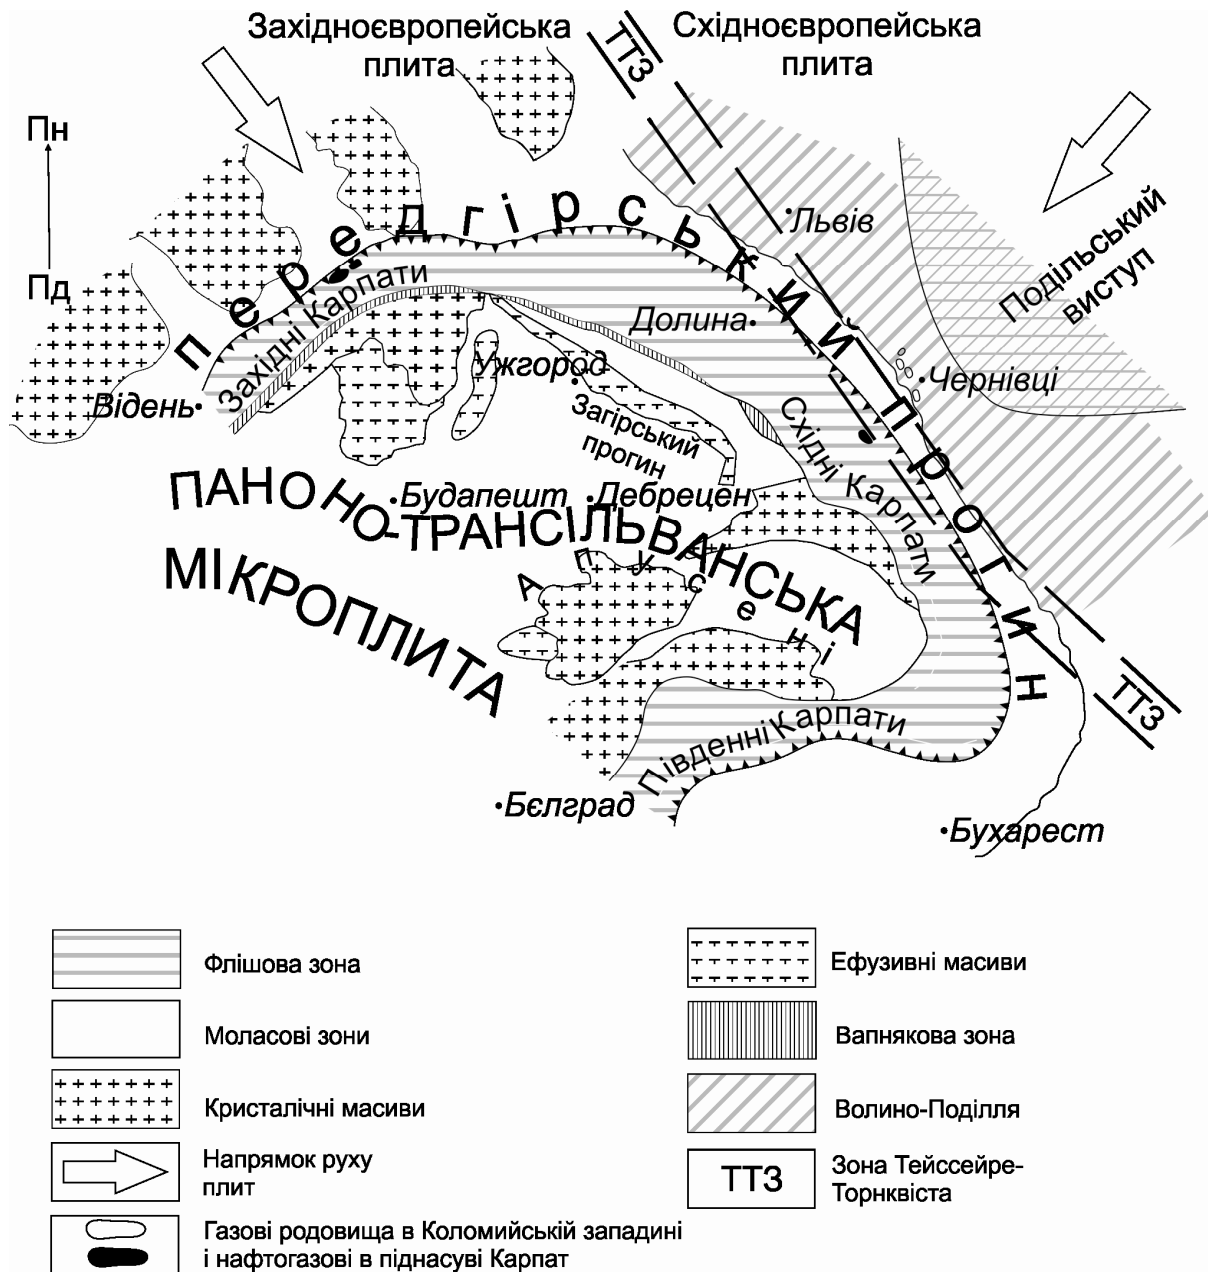 Західноєвропейська
плита
Східноєвропейська
плита
ТТЗ
Пн
Пд
Передгірський прогин
Львів
Подільський
виступ
Західні Карпати
Долина
Ужгород
Відень
Чернівці
Загірський
прогин
Східні Карпати
Будапешт
Дебрецен
ПАНОНО-ТРАНСІЛЬВАНСЬКА
МІКРОПЛИТА
Апусені
ТТЗ
Південні Карпати
Бєлград
Бухарест
Флішова зона
Моласові зони
Кристалічні масиви
Напрямок руху
плит
Газові родовища в Коломийській западині
і нафтогазові в піднасуві Карпат
Ефузивні масиви
Вапнякова зона
Волино-Поділля
ТТЗ
Зона Тейссейре-
Торнквіста